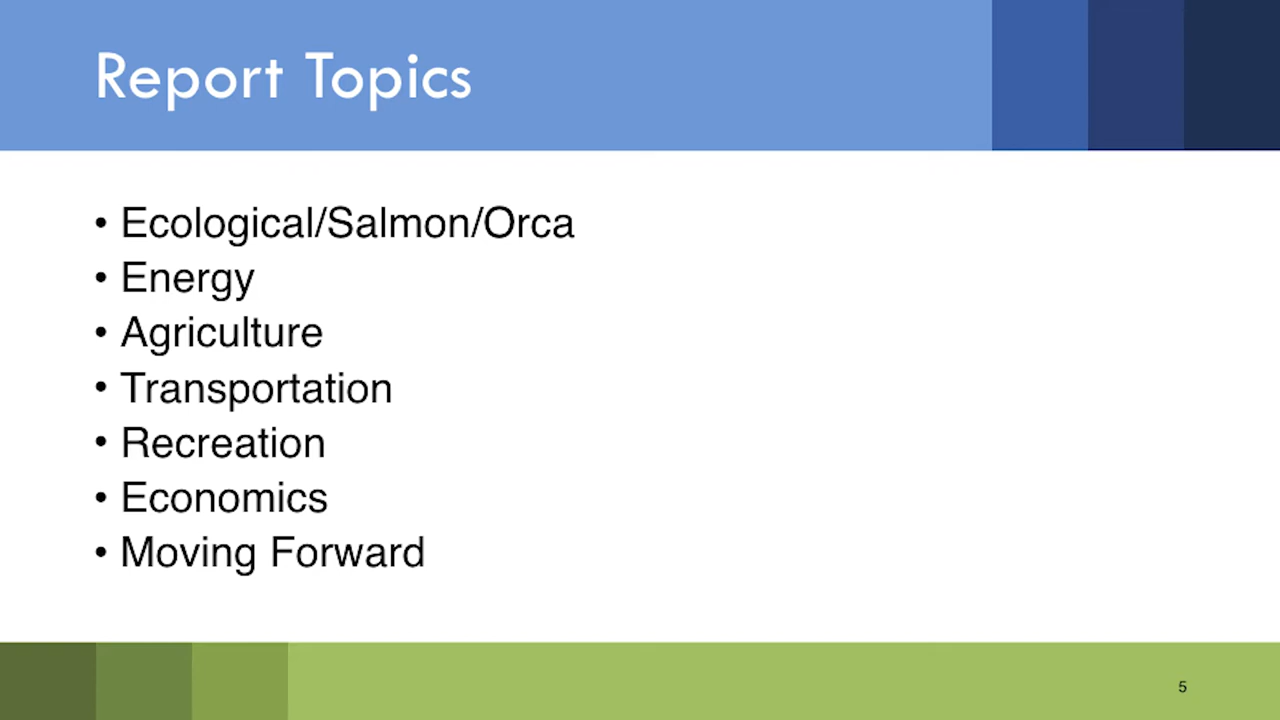 Report Topics
• Ecological/Salmon/Orca
• Energy
• Agriculture
• Transportation
• Recreation
• Economics
• Moving Forward
5